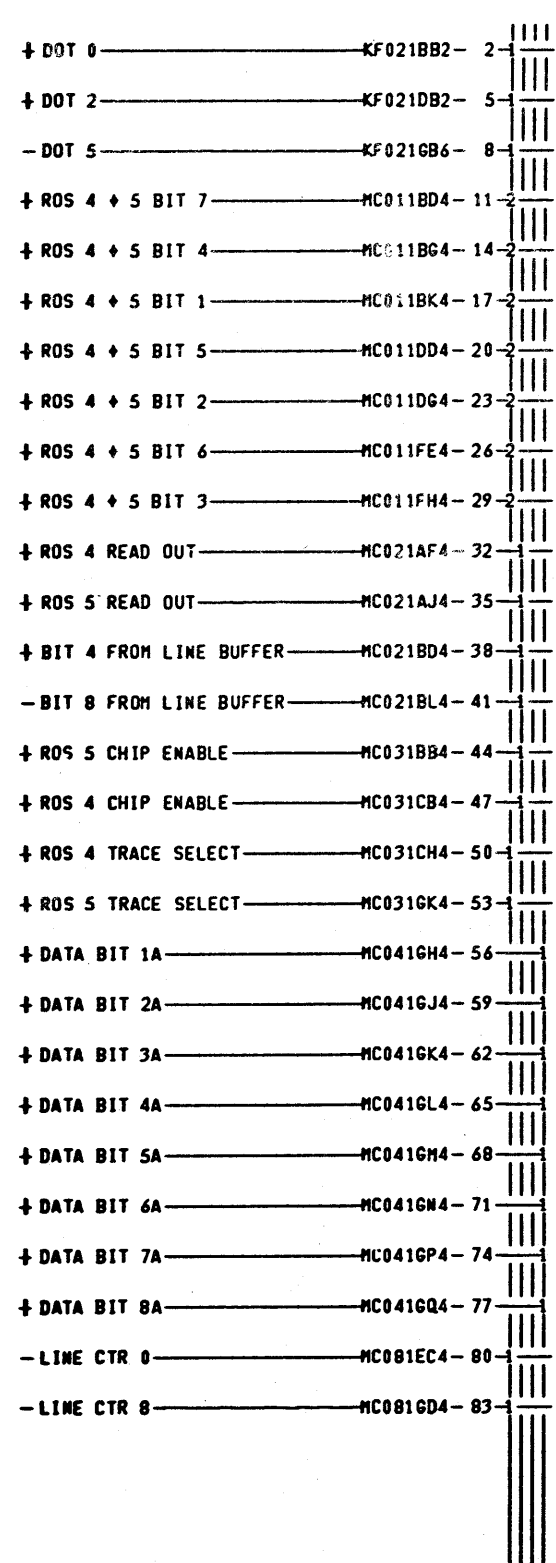 + DOT 0 KF021BB2- 2-1
+ DOT 2 KF021DB2- 5-1
- DOT 5 KF021GB6- 8-1
+ ROS 4 ♦ 5 BIT 7 MC011BD4- 11-2
+ ROS 4 ♦ 5 BIT 4 MC011BG4- 14-2
+ ROS 4 ♦ 5 BIT 1 MC011BK4- 17-2
+ ROS 4 ♦ 5 BIT 5 MC011DD4- 20-2
+ ROS 4 ♦ 5 BIT 2 MC011DG4- 23-2
+ ROS 4 ♦ 5 BIT 6 MC011FE4- 26-2
+ ROS 4 ♦ 5 BIT 3 MC011FH4- 29-2
+ ROS 4 READ OUT MC021AF4- 32-1
+ ROS 5 READ OUT MC021AJ4- 35-1
+ BIT 4 FROM LINE BUFFER MC021BD4- 38-1
- BIT 8 FROM LINE BUFFER MC021BL4- 41-1
+ ROS 5 CHIP ENABLE MC031BB4- 44-1
+ ROS 4 CHIP ENABLE MC031CB4- 47-1
+ ROS 4 TRACE SELECT MC031CH4- 50-1
+ ROS 5 TRACE SELECT MC031GK4- 53-1
+ DATA BIT 1A MC041GH4- 56-1
+ DATA BIT 2A MC041GJ4- 59-1
+ DATA BIT 3A MC041GK4- 62-1
+ DATA BIT 4A MC041GL4- 65-1
+ DATA BIT 5A MC041GM4- 68-1
+ DATA BIT 6A MC041GN4- 71-1
+ DATA BIT 7A MC041GP4- 74-1
+ DATA BIT 8A MC041GQ4- 77-1
- LINE CTR 0 MC081EC4- 80-1
- LINE CTR 8 MC081GD4- 83-1